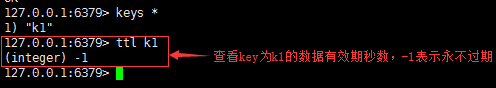 127.0.0.1:6379> keys *
1) "k1"
127.0.0.1:6379> ttl k1
(integer) -1
查看key为k1的数据有效期秒数，-1表示永不过期
127.0.0.1:6379>